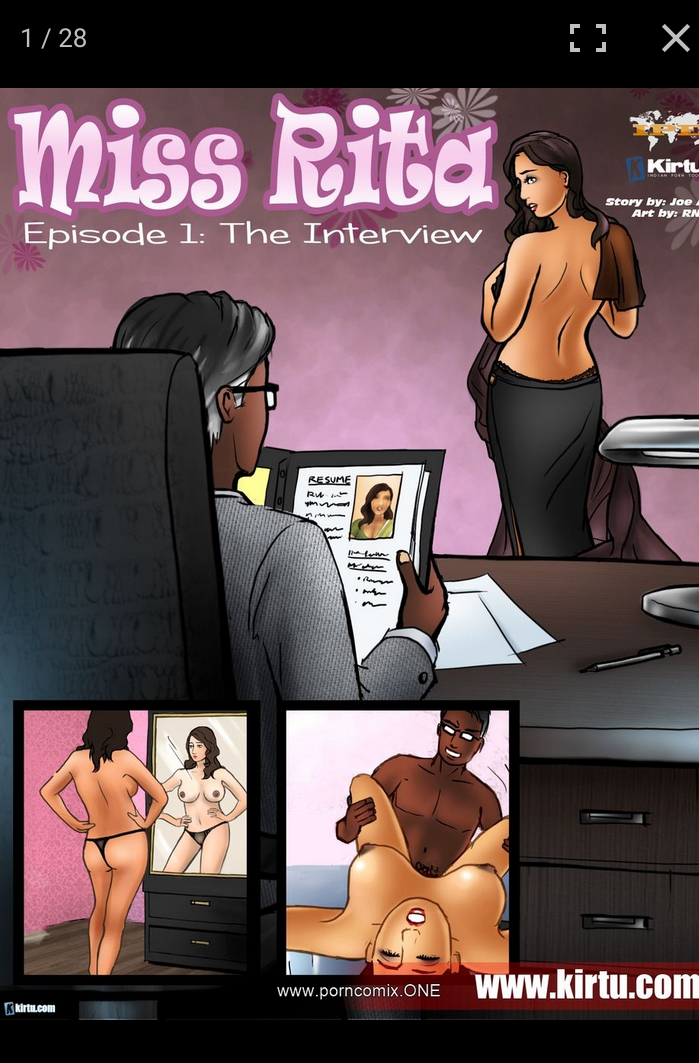 1 / 28
Miss Rita
Episode 1: The Interview
Kirtu
Story by: Joe
Art by: RN
RESUME
www.porncomix.ONE
www.kirtu.com
kirtu.com